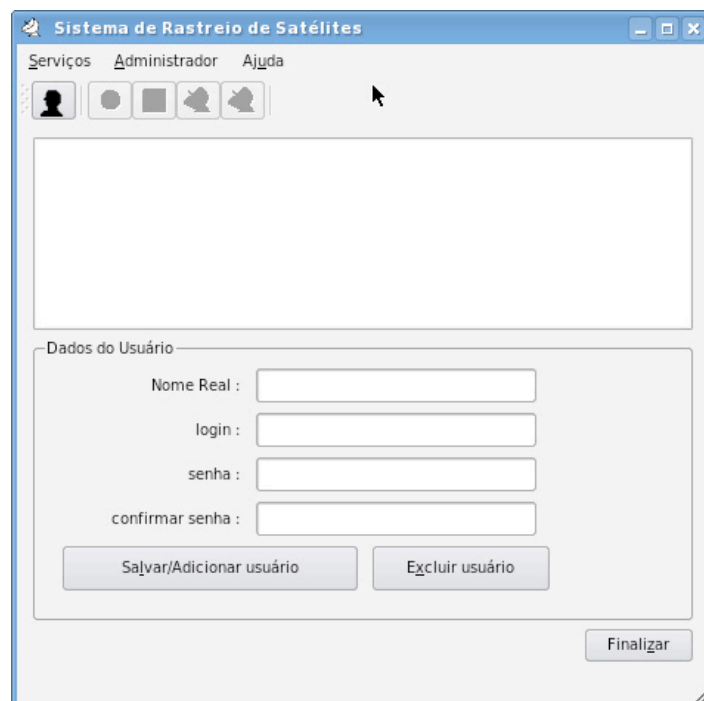 Sistema de Rastreio de Satélites
Serviços Administrador Ajuda
Dados do Usuário
Nome Real :
login :
senha :
confirmar senha :
Salvar/Adicionar usuário Excluir usuário
Finalizar